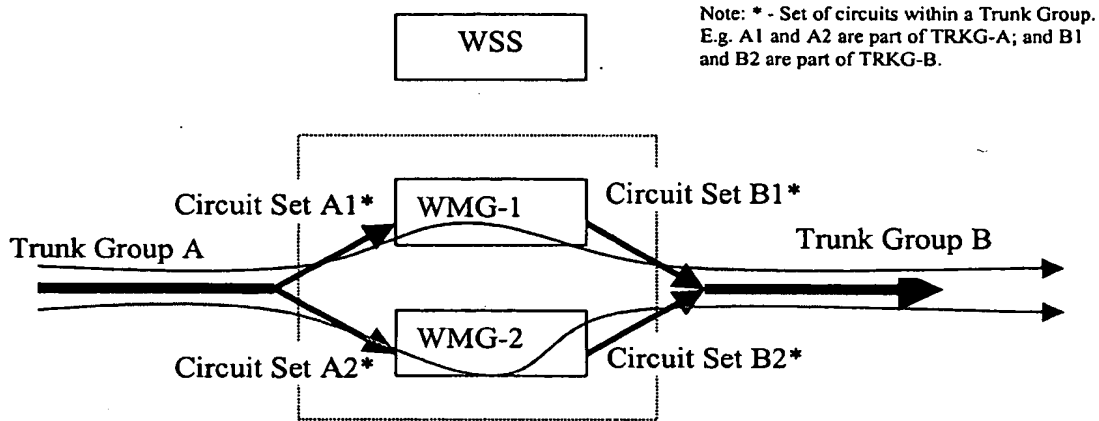 WSS
Note: * - Set of circuits within a Trunk Group.
E.g. A1 and A2 are part of TRKG-A; and B1
and B2 are part of TRKG-B.
Circuit Set A1*
WMG-1
Circuit Set B1*
Trunk Group A
Trunk Group B
Circuit Set A2*
WMG-2
Circuit Set B2*